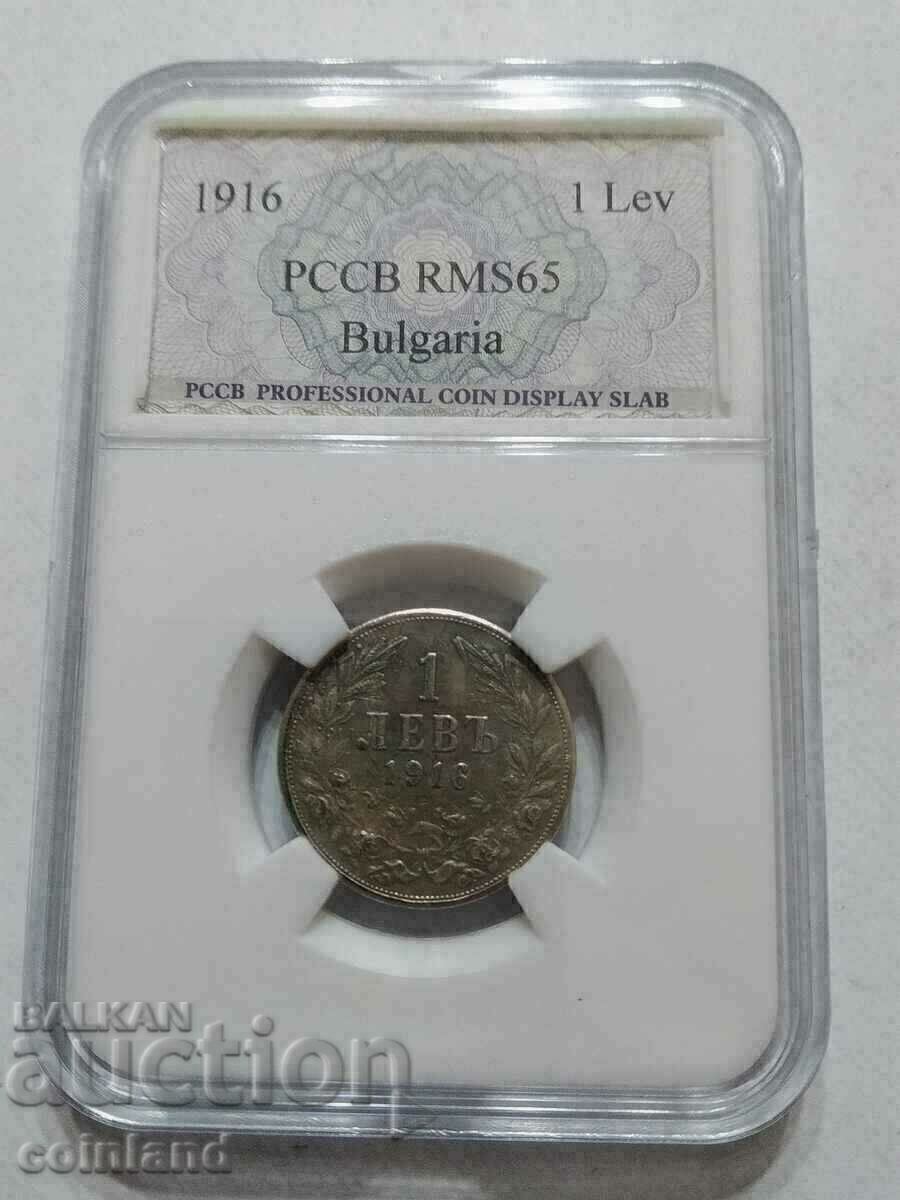 1916 1 Lev
PCCB RMS65
Bulgaria
PCCB PROFESSIONAL COIN DISPLAY SLAB
1
ЛЕВЪ
1916
BALKAN
auction
coinland